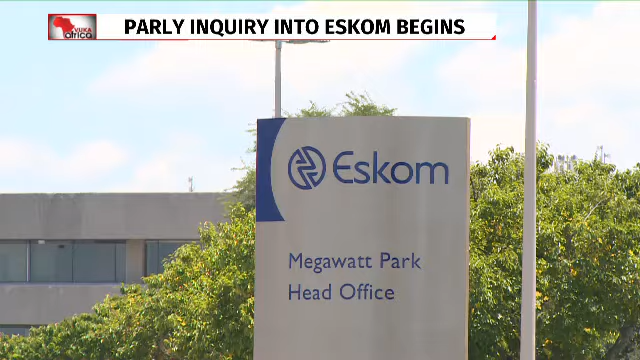 VUKA
africa
PARLY INQUIRY INTO ESKOM BEGINS
Eskom
Megawatt Park
Head Office